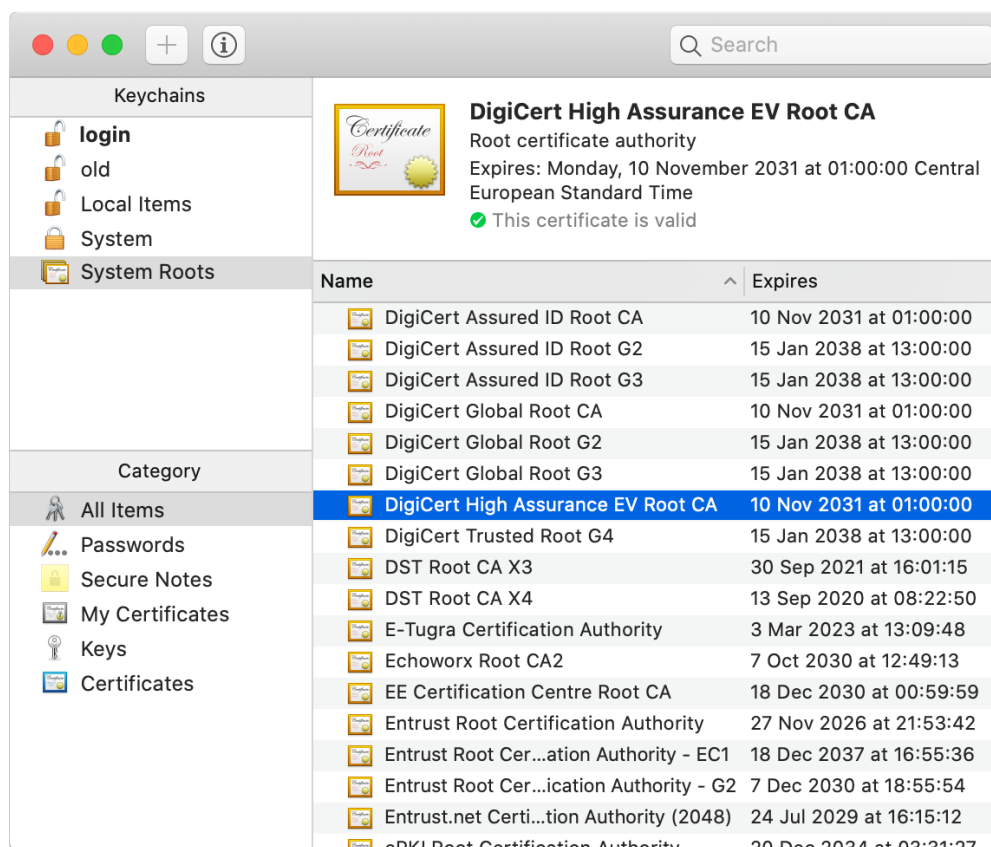 Search
Keychains
login
old
Local Items
System
System Roots
Category
All Items
Passwords
Secure Notes
My Certificates
Keys
Certificates
Certificate
Root
DigiCert High Assurance EV Root CA
Root certificate authority
Expires: Monday, 10 November 2031 at 01:00:00 Central
European Standard Time
This certificate is valid
Name Expires
DigiCert Assured ID Root CA 10 Nov 2031 at 01:00:00
DigiCert Assured ID Root G2 15 Jan 2038 at 13:00:00
DigiCert Assured ID Root G3 15 Jan 2038 at 13:00:00
DigiCert Global Root CA 10 Nov 2031 at 01:00:00
DigiCert Global Root G2 15 Jan 2038 at 13:00:00
DigiCert Global Root G3 15 Jan 2038 at 13:00:00
DigiCert High Assurance EV Root CA 10 Nov 2031 at 01:00:00
DigiCert Trusted Root G4 15 Jan 2038 at 13:00:00
DST Root CA X3 30 Sep 2021 at 16:01:15
DST Root CA X4 13 Sep 2020 at 08:22:50
E-Tugra Certification Authority 3 Mar 2023 at 13:09:48
Echoworx Root CA2 7 Oct 2030 at 12:49:13
EE Certification Centre Root CA 18 Dec 2030 at 00:59:59
Entrust Root Certification Authority 27 Nov 2026 at 21:53:42
Entrust Root Cer...ation Authority - EC1 18 Dec 2037 at 16:55:36
Entrust Root Cer...ication Authority - G2 7 Dec 2030 at 18:55:54
Entrust.net Certi...tion Authority (2048) 24 Jul 2029 at 16:15:12
ePKI Root Certification Authority 20 Dec 2034 at 03:31:27